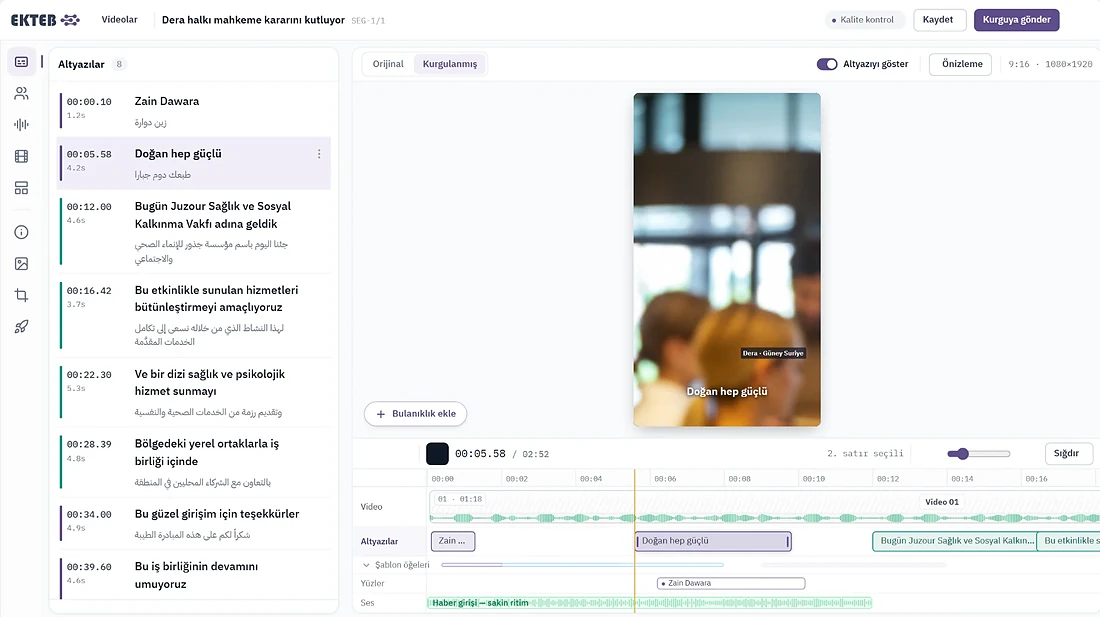 EKTEB
Videolar
Dera halkı mahkeme kararını kutluyor
SEG-1/1
Kalite kontrol
Kaydet
Kurguya gönder
Altyazılar 8
Orijinal
Kurgulanmış
Altyazıyı göster
Önizleme
9:16 · 1080×1920
00:00.10
1.2s
Zain Dawara
زين دوارة
00:05.58
4.2s
Doğan hep güçlü
طبعك دوم جبارا
00:12.00
4.6s
Bugün Juzour Sağlık ve Sosyal
Kalkınma Vakfı adına geldik
جئنا اليوم باسم مؤسسة جذور للإنماء الصحي
والاجتماعي
00:16.42
3.7s
Bu etkinlikle sunulan hizmetleri
bütünleştirmeyi amaçlıyoruz
لهذا النشاط الذي من خلاله نسعى إلى تكامل
الخدمات المقدَّمة
00:22.30
5.3s
Ve bir dizi sağlık ve psikolojik
hizmet sunmayı
وتقديم رزمة من الخدمات الصحية والنفسية
00:28.39
4.8s
Bölgedeki yerel ortaklarla iş
birliği içinde
بالتعاون مع الشركاء المحليين في المنطقة
00:34.00
4.9s
Bu güzel girişim için teşekkürler
شكراً لكم على هذه المبادرة الطيبة
00:39.60
4.6s
Bu iş birliğinin devamını
umuyoruz
Dera · Güney Suriye
Doğan hep güçlü
+ Bulanıklık ekle
00:05.58 / 02:52
2. satır seçili
Sığdır
00:00 00:02 00:04 00:06 00:08 00:10 00:12 00:14 00:16
Video
01 - 01:18
Video 01
Altyazılar
Zain ...
Doğan hep güçlü
Bugün Juzour Sağlık ve Sosyal Kalkın...
Bu etkinlikle s
Şablon öğeleri
Yüzler
Zain Dawara
Ses
Haber girişi — sakin ritim